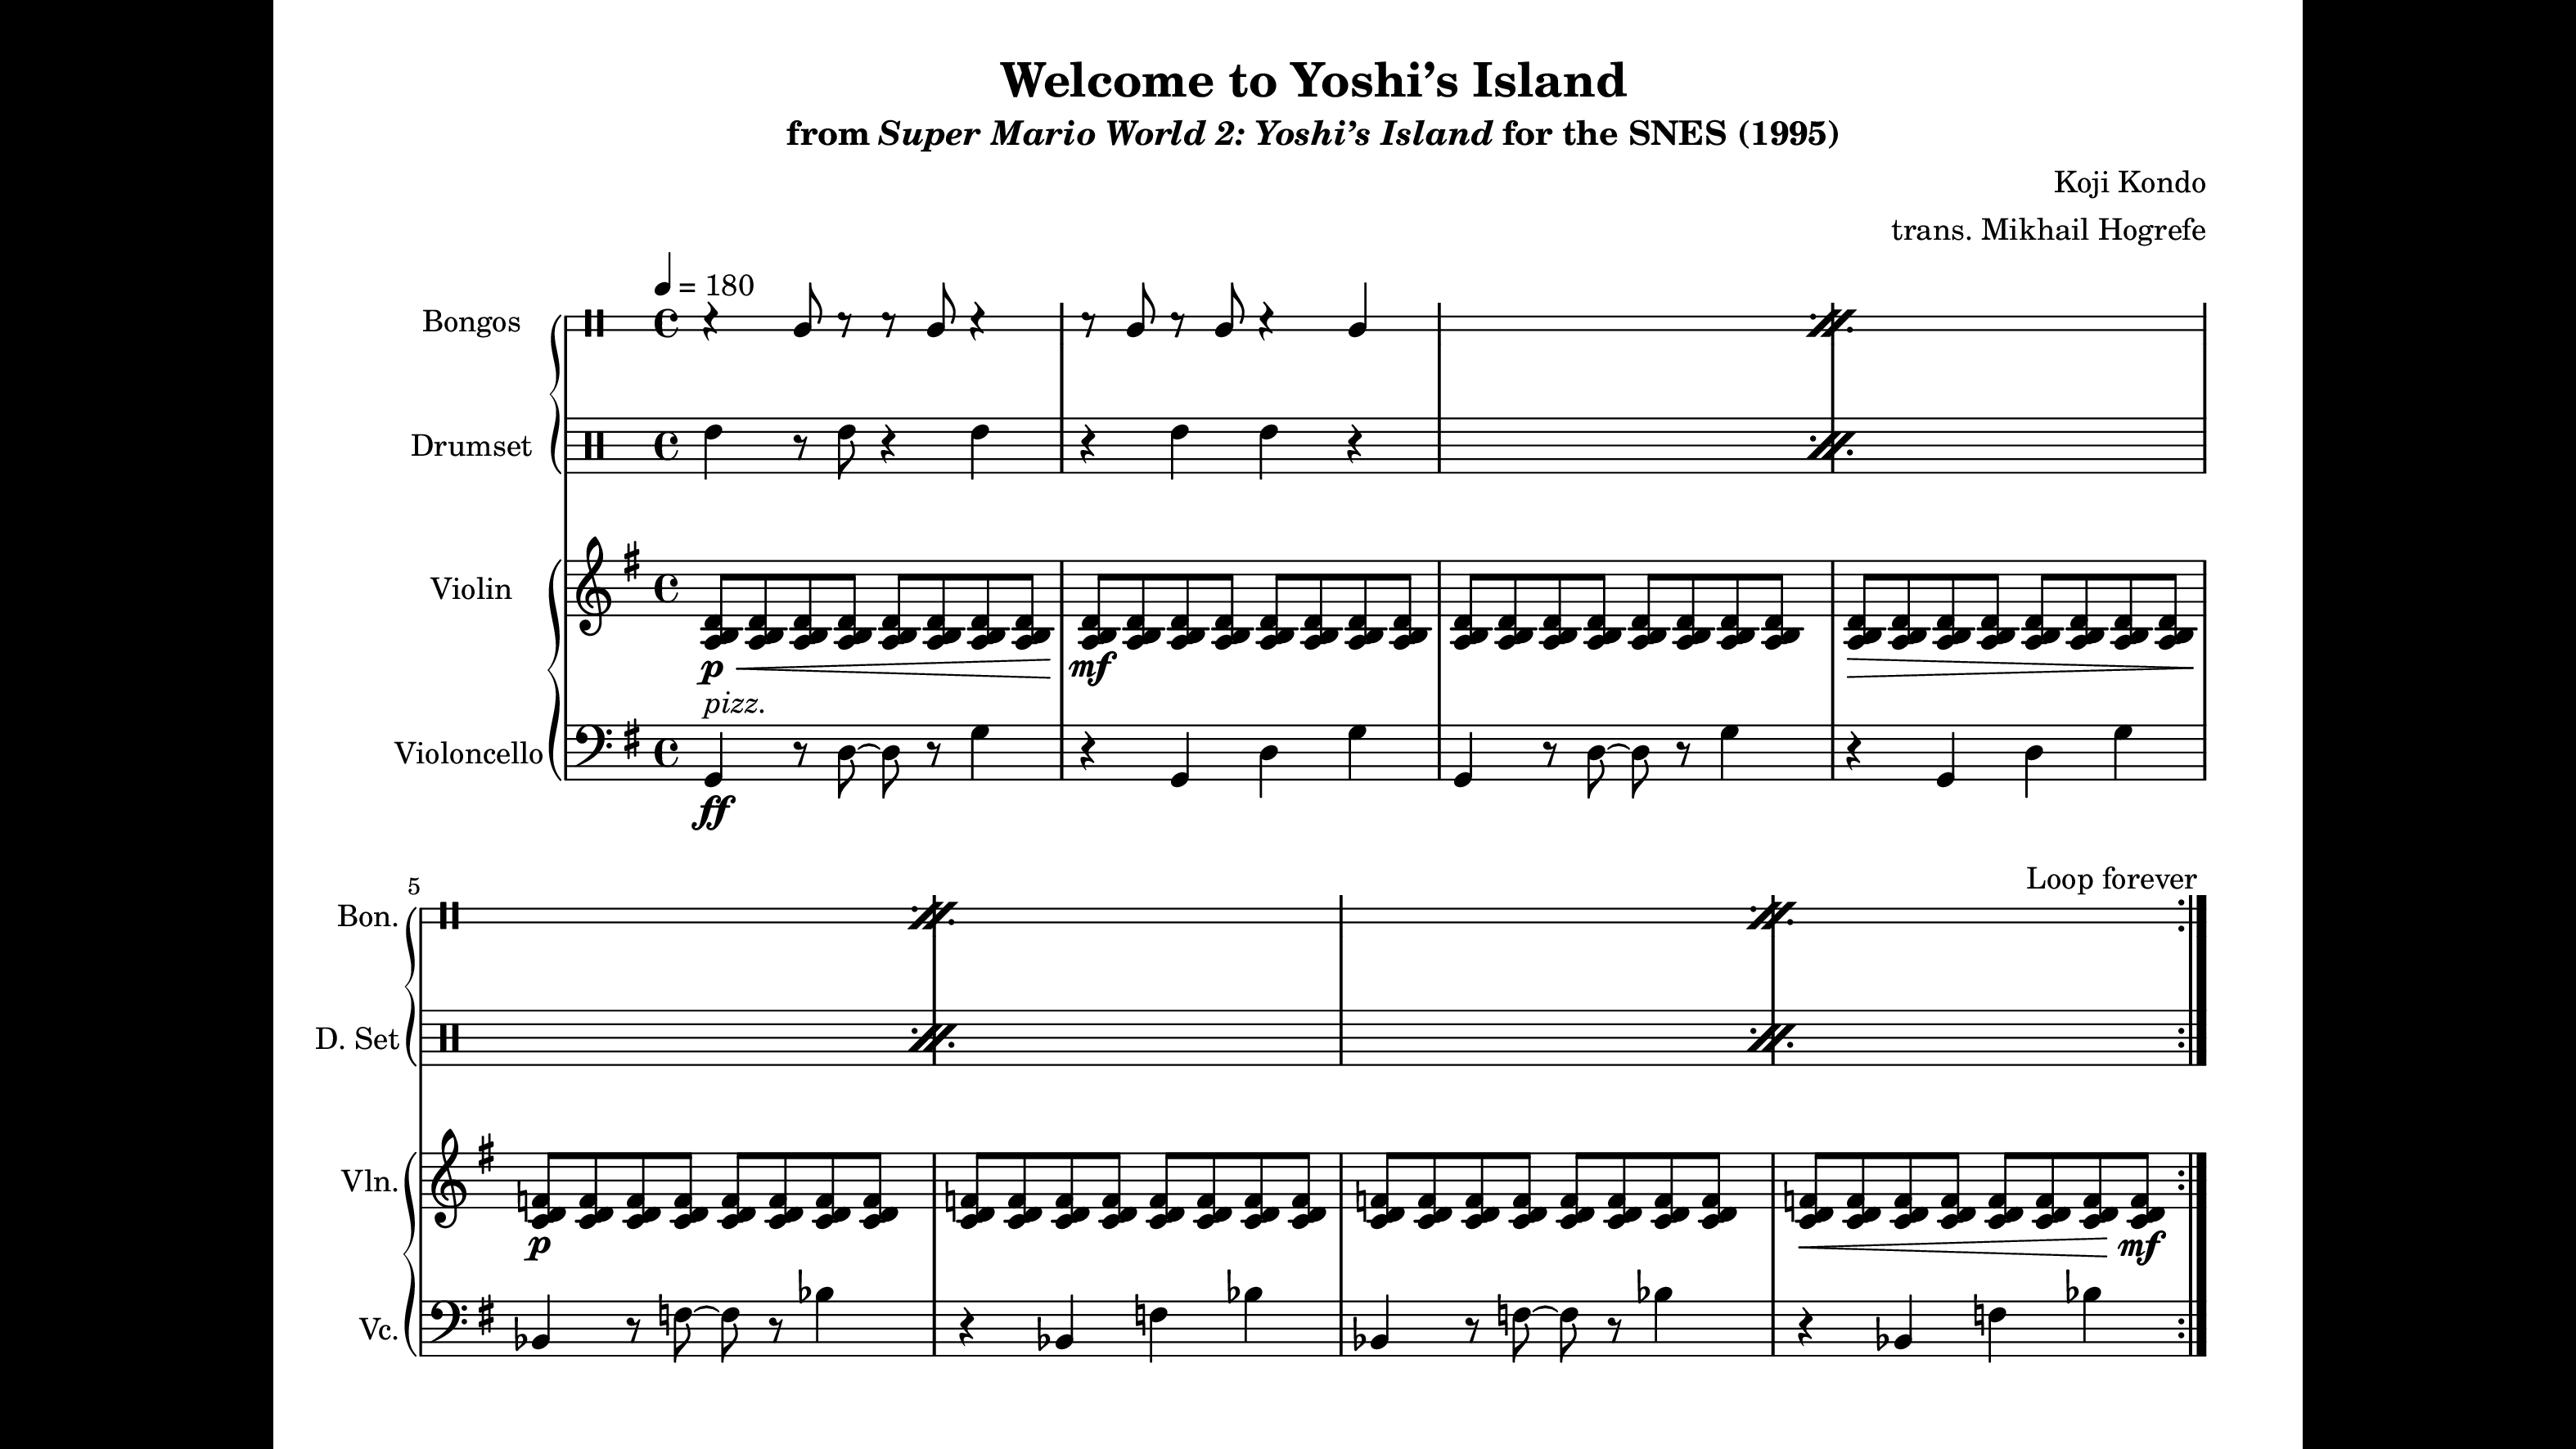 Welcome to Yoshi’s Island
from Super Mario World 2: Yoshi’s Island for the SNES (1995)
Koji Kondo
trans. Mikhail Hogrefe
= 180
Bongos
Drumset
Violin
p mf
pizz.
Violoncello
ff
5
Loop forever
Bon.
D. Set
Vln.
p mf
Vc.